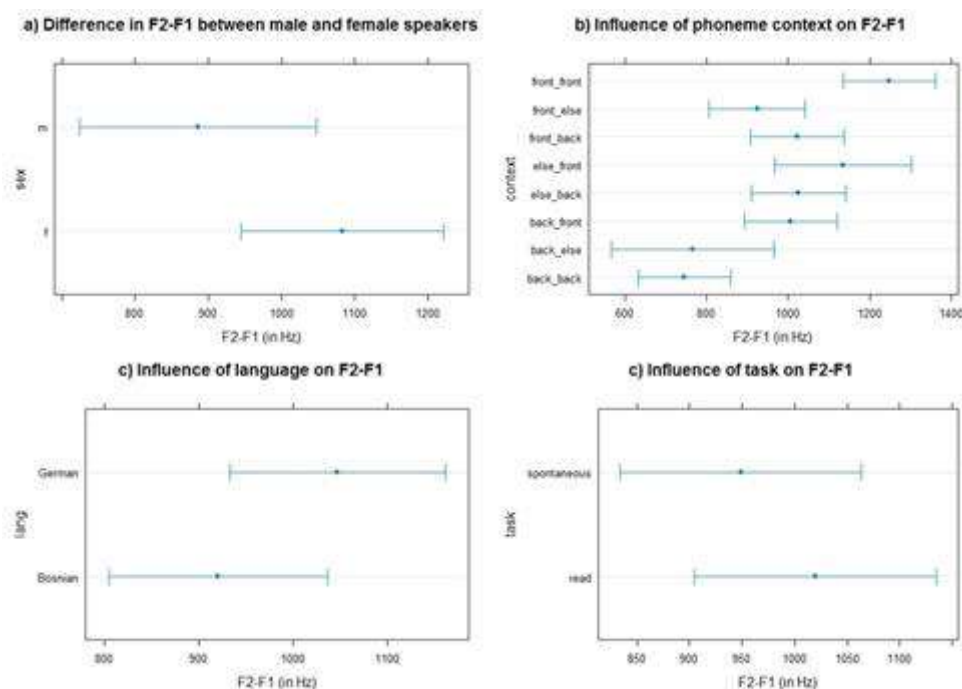 a) Difference in F2-F1 between male and female speakers
m
sex
800 900 1000 1100 1200
F2-F1 (in Hz)
b) Influence of phoneme context on F2-F1
front_front
front_else
front_back
else_front
else_back
back_front
back_else
back_back
context
600 800 1000 1200 1400
F2-F1 (in Hz)
c) Influence of language on F2-F1
German
Bosnian
lang
800 900 1000 1100
F2-F1 (in Hz)
c) Influence of task on F2-F1
spontaneous
read
task
850 900 950 1000 1050 1100
F2-F1 (in Hz)